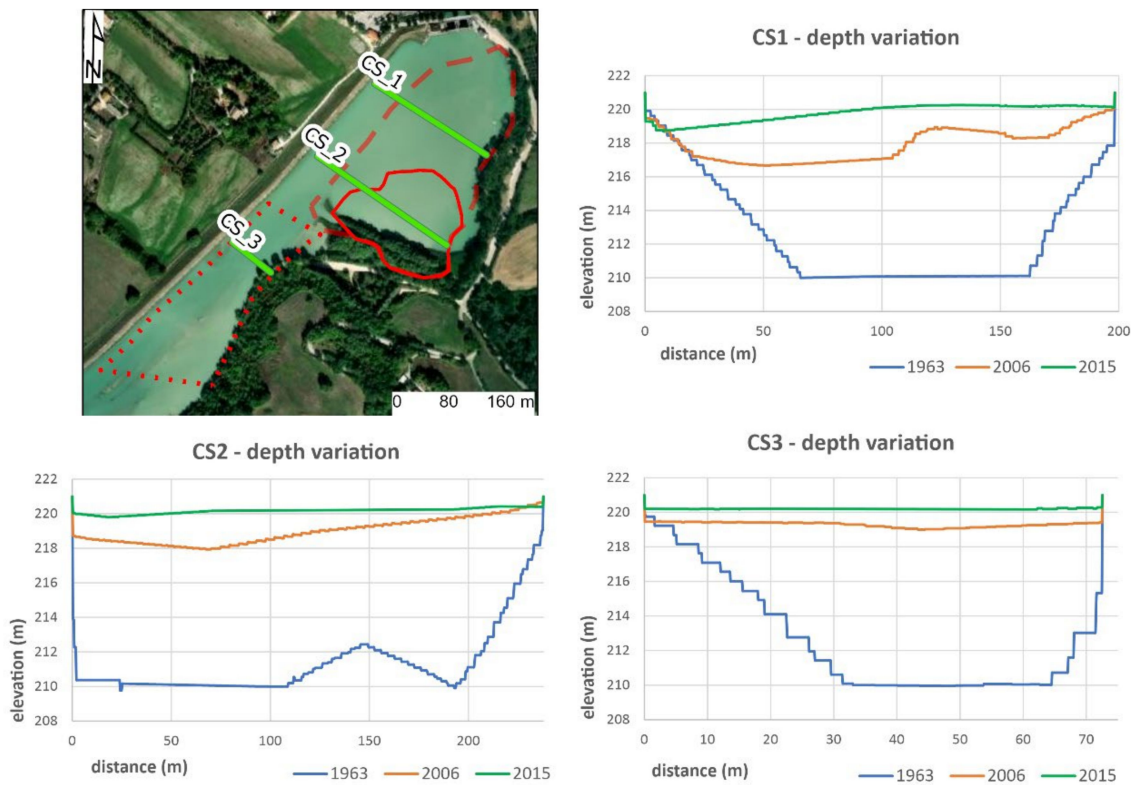 N
CS_1
CS_2
CS_3
0 80 160 m
CS1 - depth variation
elevation (m)
222
220
218
216
214
212
210
208
0 50 100 150 200
distance (m)
1963 2006 2015
CS2 - depth variation
elevation (m)
222
220
218
216
214
212
210
208
0 50 100 150 200
distance (m)
1963 2006 2015
CS3 - depth variation
elevation (m)
222
220
218
216
214
212
210
208
0 10 20 30 40 50 60 70
distance (m)
1963 2006 2015